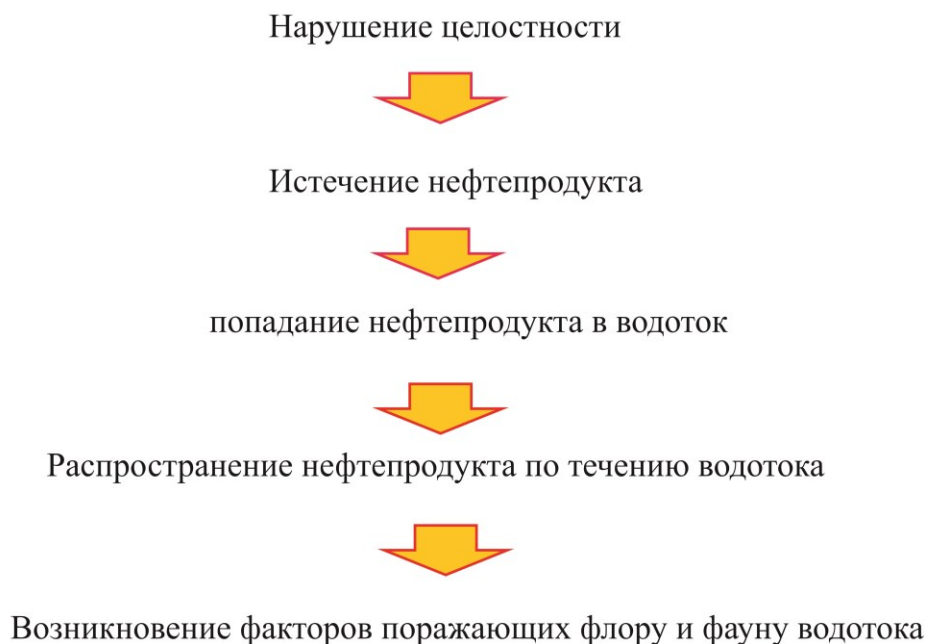 Нарушение целостности
Истечение нефтепродукта
попадание нефтепродукта в водоток
Распространение нефтепродукта по течению водотока
Возникновение факторов поражающих флору и фауну водотока